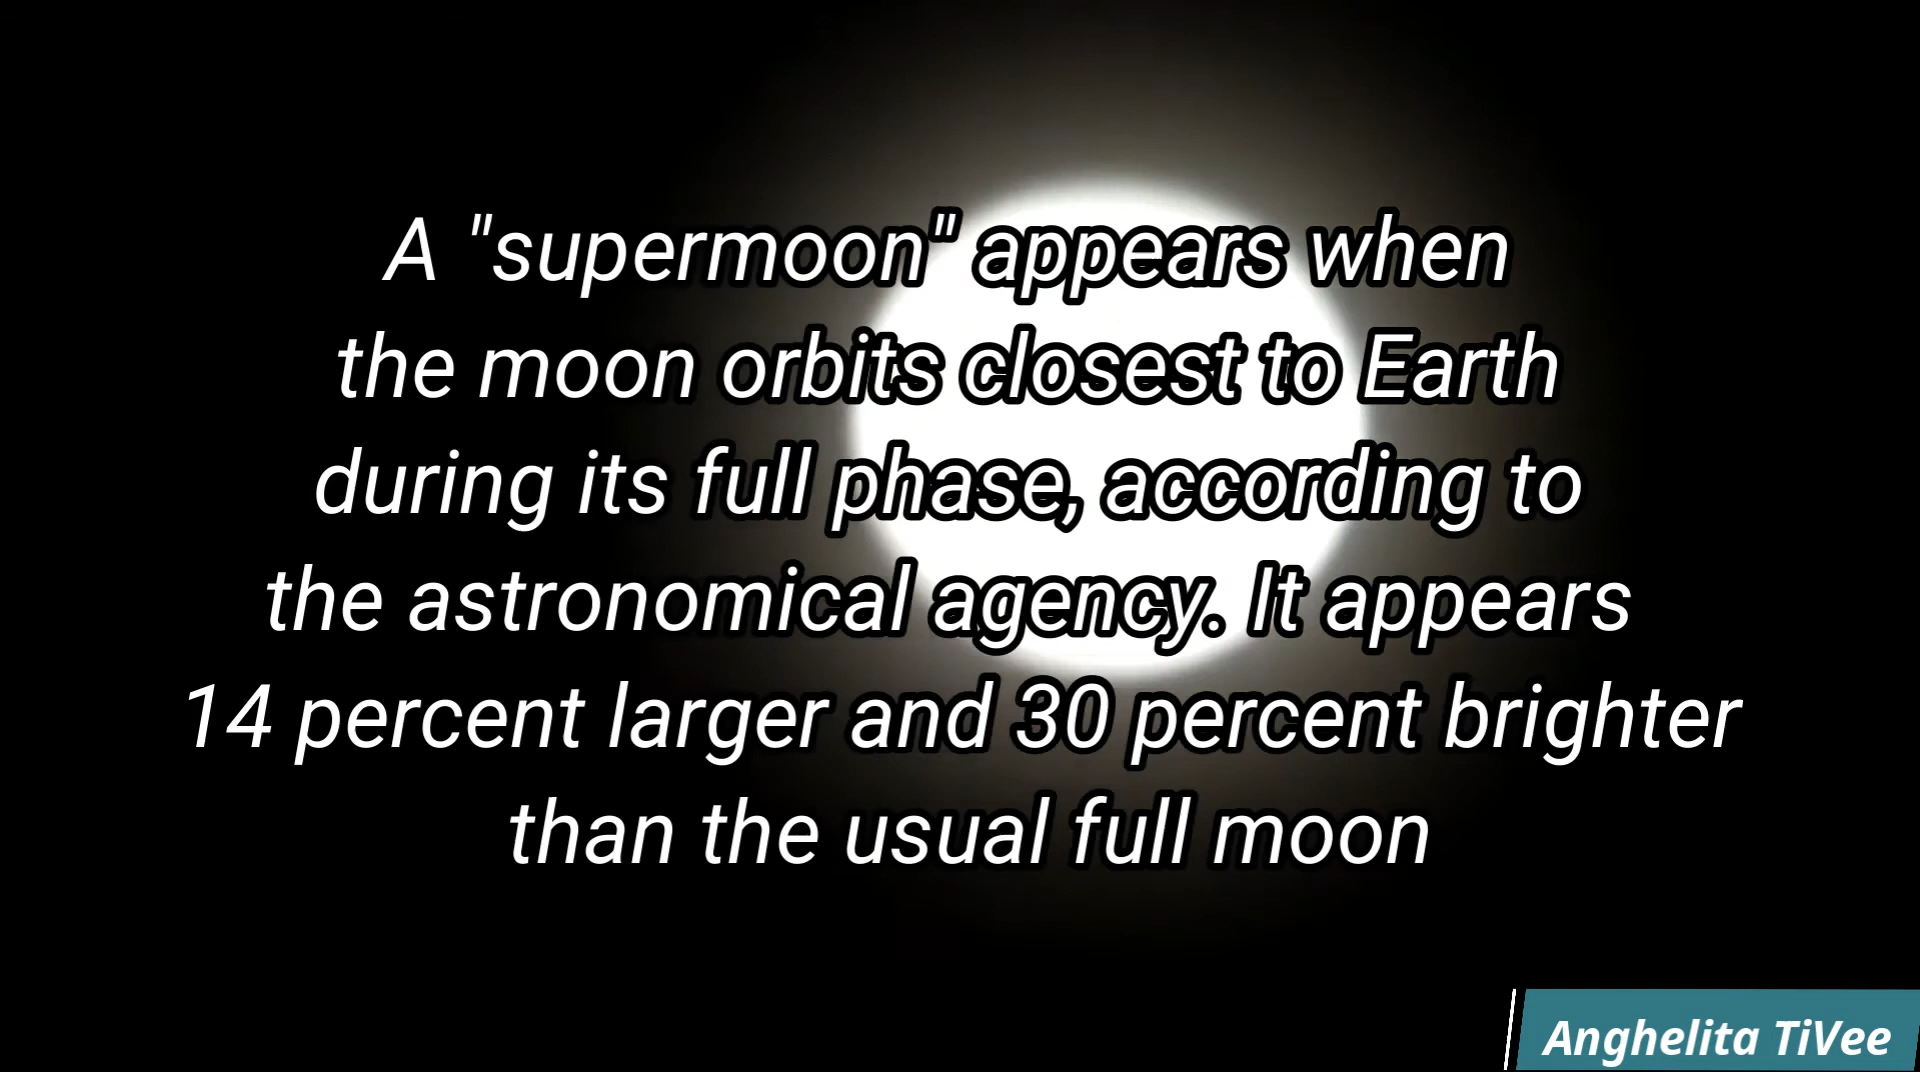 A "supermoon" appears when
the moon orbits closest to Earth
during its full phase, according to
the astronomical agency. It appears
14 percent larger and 30 percent brighter
than the usual full moon
Anghelita TiVee